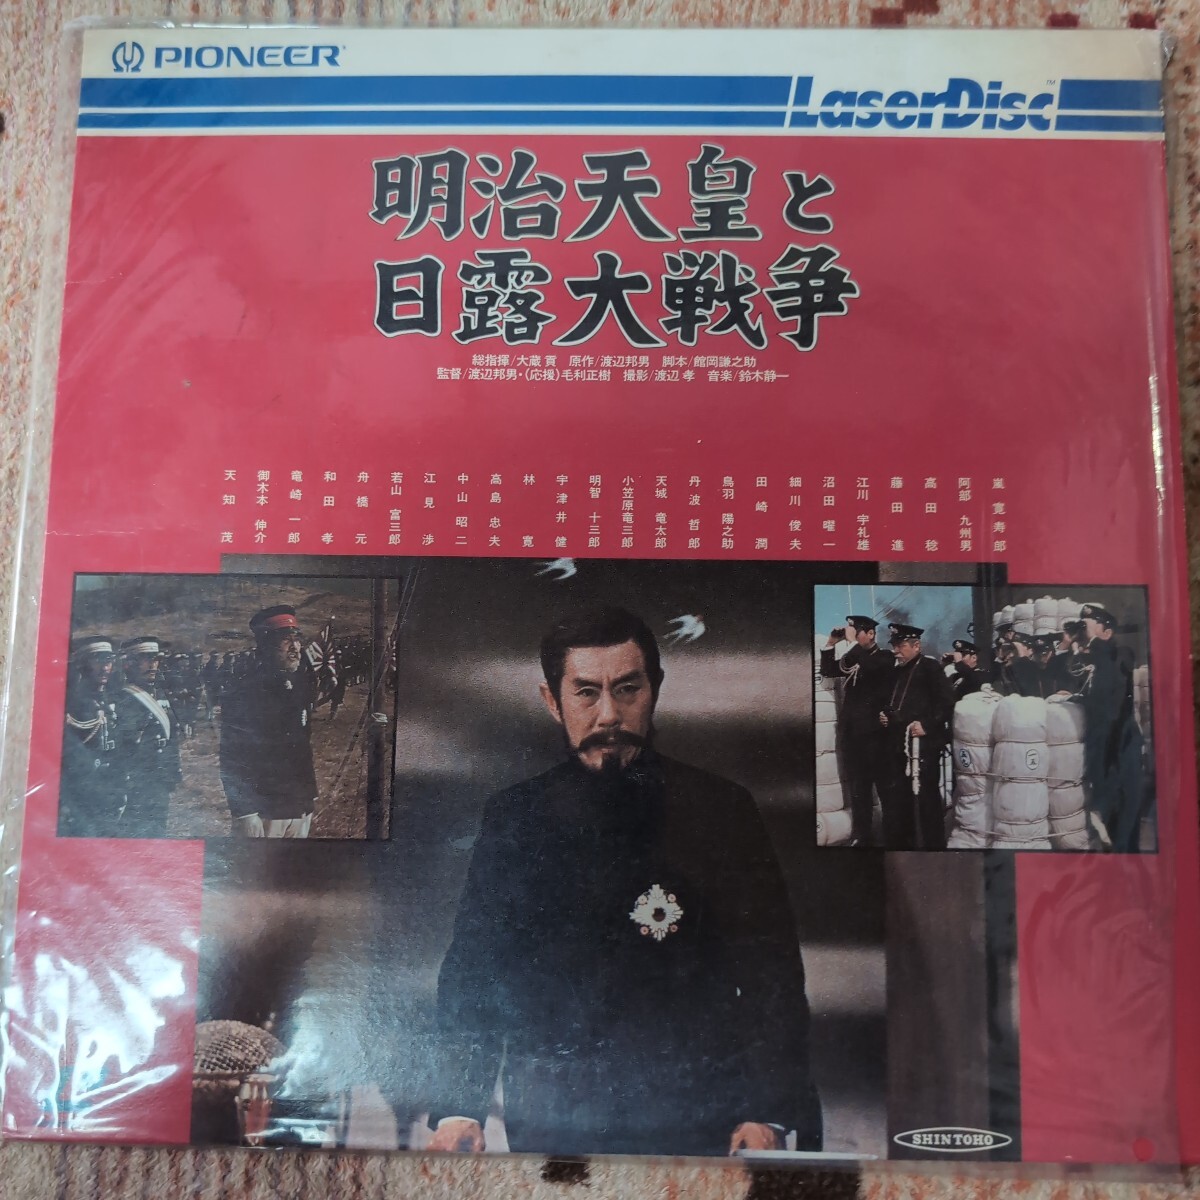 PIONEER
LaserDisc™
明治天皇と
日露大戦争
総指揮/大蔵 貢　原作/渡辺邦男　脚本/館岡謙之助
監督/渡辺邦男・(応援)毛利正樹　撮影/渡辺 孝　音楽/鈴木静一
嵐 寛寿郎
阿部 九州男
高田 稔
藤田 進
江川 宇礼雄
沼田 曜一
細川 俊夫
田崎 潤
鳥羽 陽之助
丹波 哲郎
天城 竜太郎
小笠原竜三郎
明智 十三郎
宇津井 健
林 寛
高島 忠夫
中山 昭二
江見 渉
若山 富三郎
舟橋 元
和田 孝
竜崎 一郎
御木本 伸介
天知 茂
一五
SHINTOHO